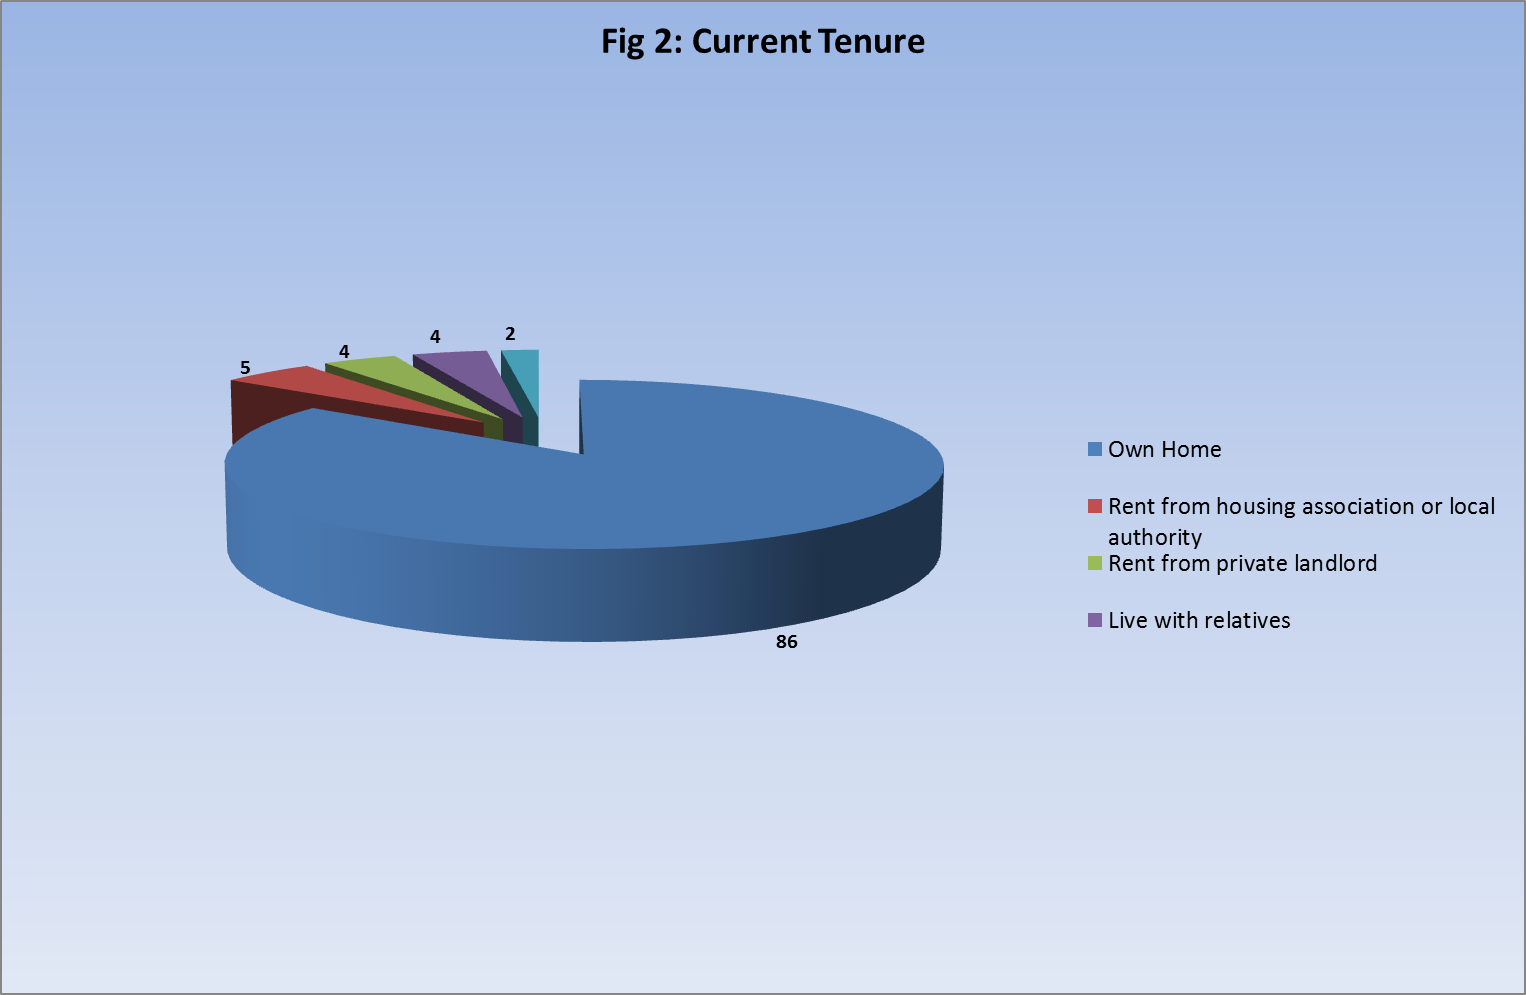 Fig 2: Current Tenure
5
4
4
2
86
Own Home
Rent from housing association or local
authority
Rent from private landlord
Live with relatives